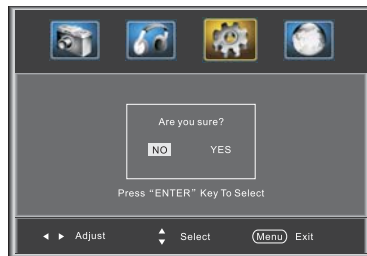 Are you sure?
NO YES
Press “ENTER” Key To Select
Adjust Select Menu Exit